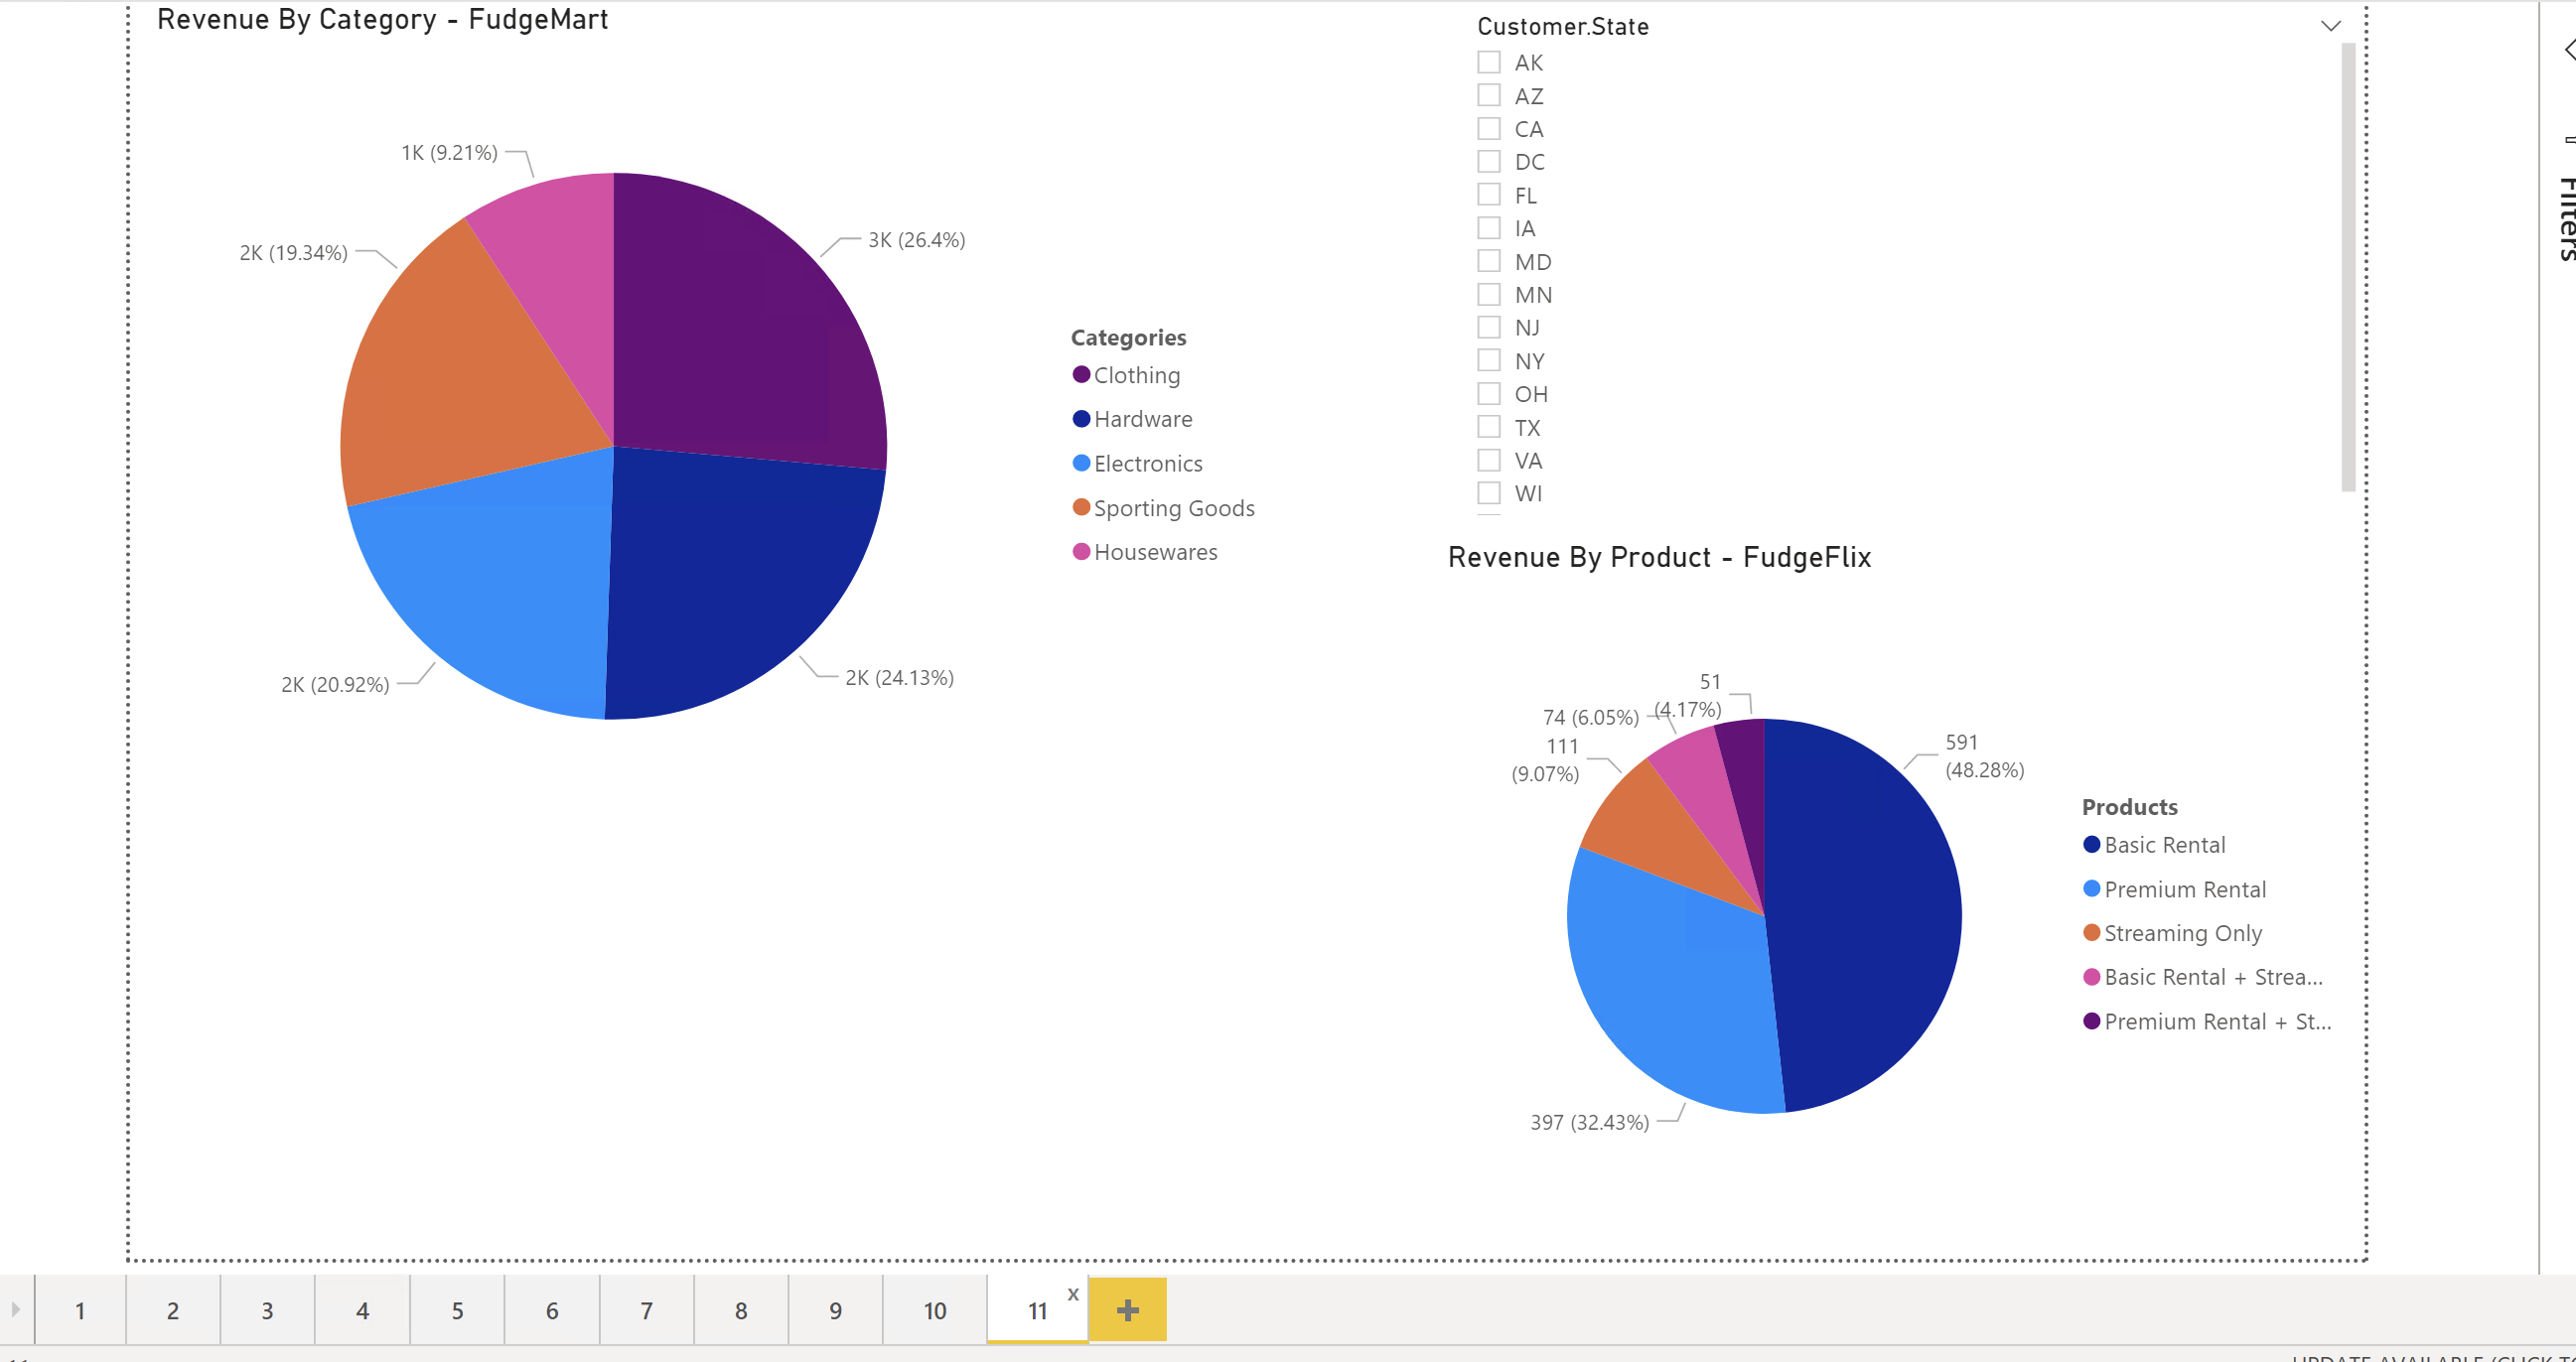 Revenue By Category - FudgeMart
1K (9.21%)
2K (19.34%)
3K (26.4%)
2K (20.92%)
2K (24.13%)
Categories
Clothing
Hardware
Electronics
Sporting Goods
Housewares
Customer.State
AK
AZ
CA
DC
FL
IA
MD
MN
NJ
NY
OH
TX
VA
WI
Filters
Revenue By Product - FudgeFlix
51
(4.17%)
74 (6.05%)
111
(9.07%)
591
(48.28%)
397 (32.43%)
Products
Basic Rental
Premium Rental
Streaming Only
Basic Rental + Strea...
Premium Rental + St...
1
2
3
4
5
6
7
8
9
10
11
x
+
UPDATE AVAILABLE (CLICK TO